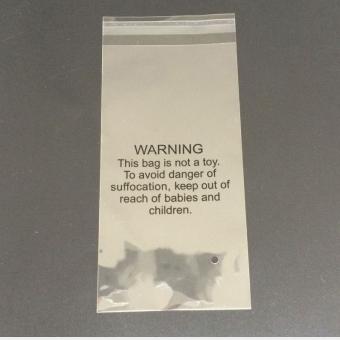 WARNING
This bag is not a toy.
To avoid danger of
suffocation, keep out of
reach of babies and
children.